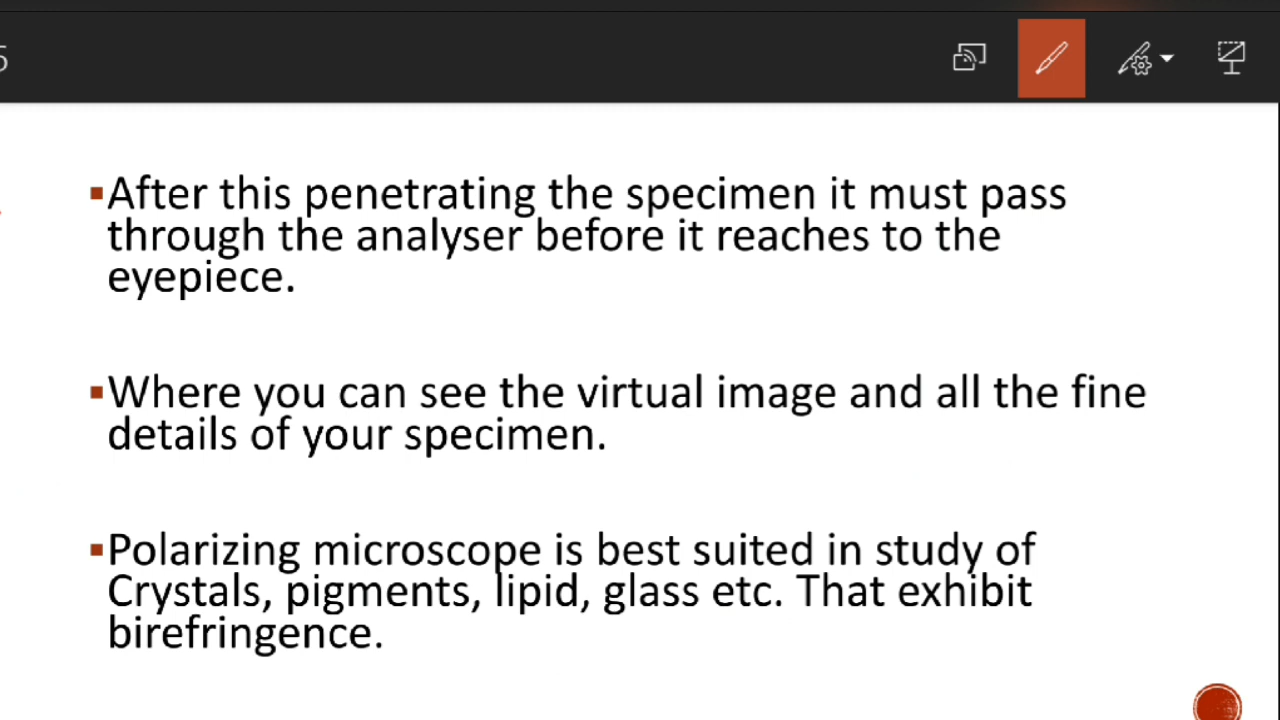 5
▪After this penetrating the specimen it must pass
through the analyser before it reaches to the
eyepiece.
▪Where you can see the virtual image and all the fine
details of your specimen.
▪Polarizing microscope is best suited in study of
Crystals, pigments, lipid, glass etc. That exhibit
birefringence.